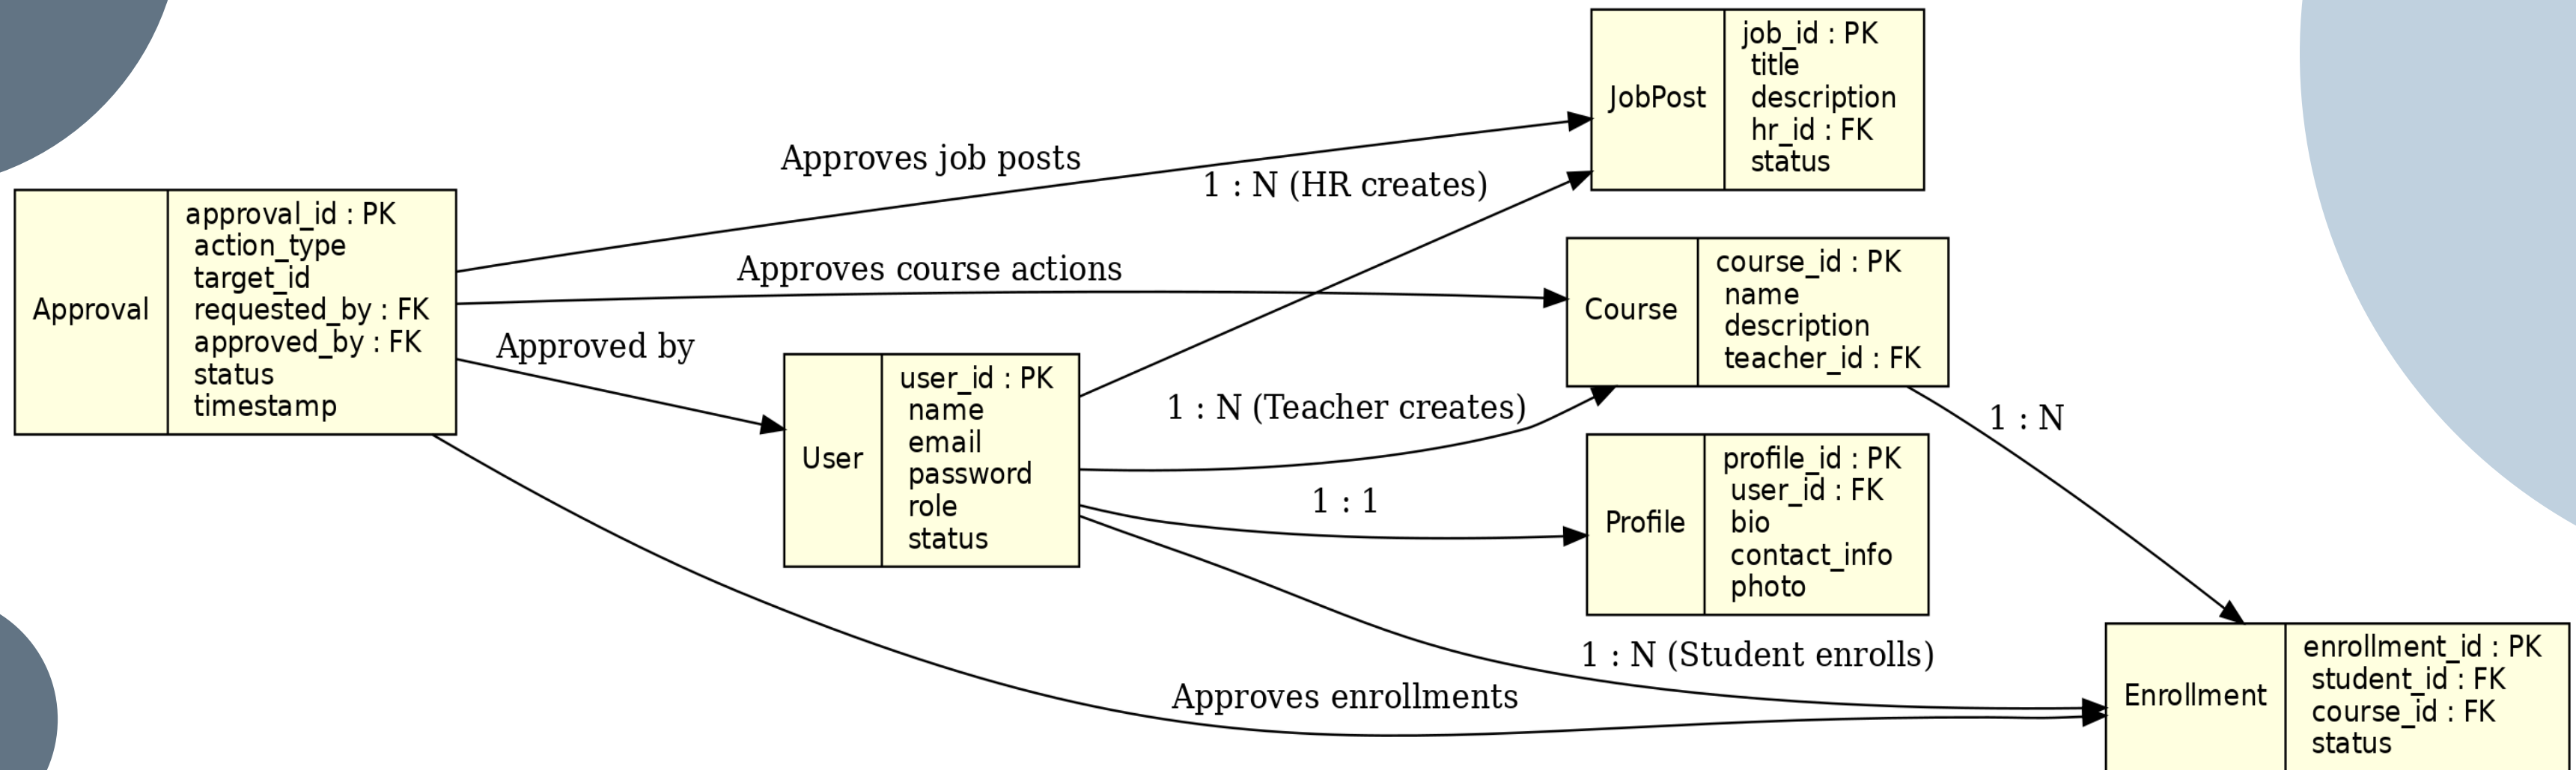 Approval
approval_id : PK
action_type
target_id
requested_by : FK
approved_by : FK
status
timestamp
Approves job posts
1 : N (HR creates)
Approves course actions
Approved by
User
user_id : PK
name
email
password
role
status
1 : N (Teacher creates)
1 : 1
1 : N (Student enrolls)
Approves enrollments
JobPost
job_id : PK
title
description
hr_id : FK
status
Course
course_id : PK
name
description
teacher_id : FK
1 : N
Profile
profile_id : PK
user_id : FK
bio
contact_info
photo
Enrollment
enrollment_id : PK
student_id : FK
course_id : FK
status